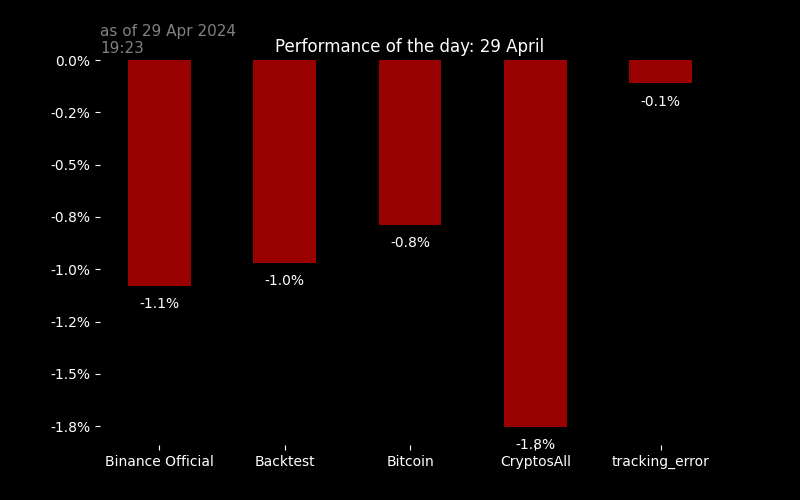 as of 29 Apr 2024
19:23
Performance of the day: 29 April
0.0%
-0.2%
-0.5%
-0.8%
-1.0%
-1.2%
-1.5%
-1.8%
-1.1%
-1.0%
-0.8%
-1.8%
-0.1%
Binance Official
Backtest
Bitcoin
CryptosAll
tracking_error